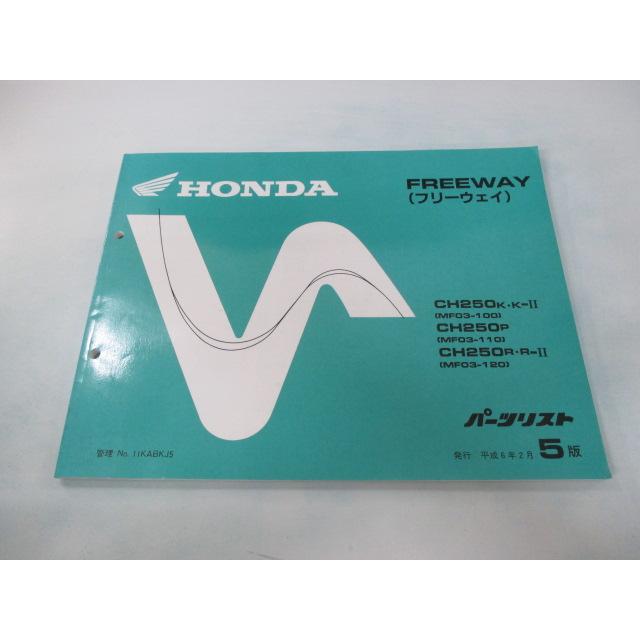 HONDA
FREEWAY
(フリーウェイ)
CH250K・K-II
(MF03-100)
CH250P
(MF03-110)
CH250R・R-II
(MF03-120)
パーツリスト
管理 No. 11KABKJ5
発行 平成6年2月 5版